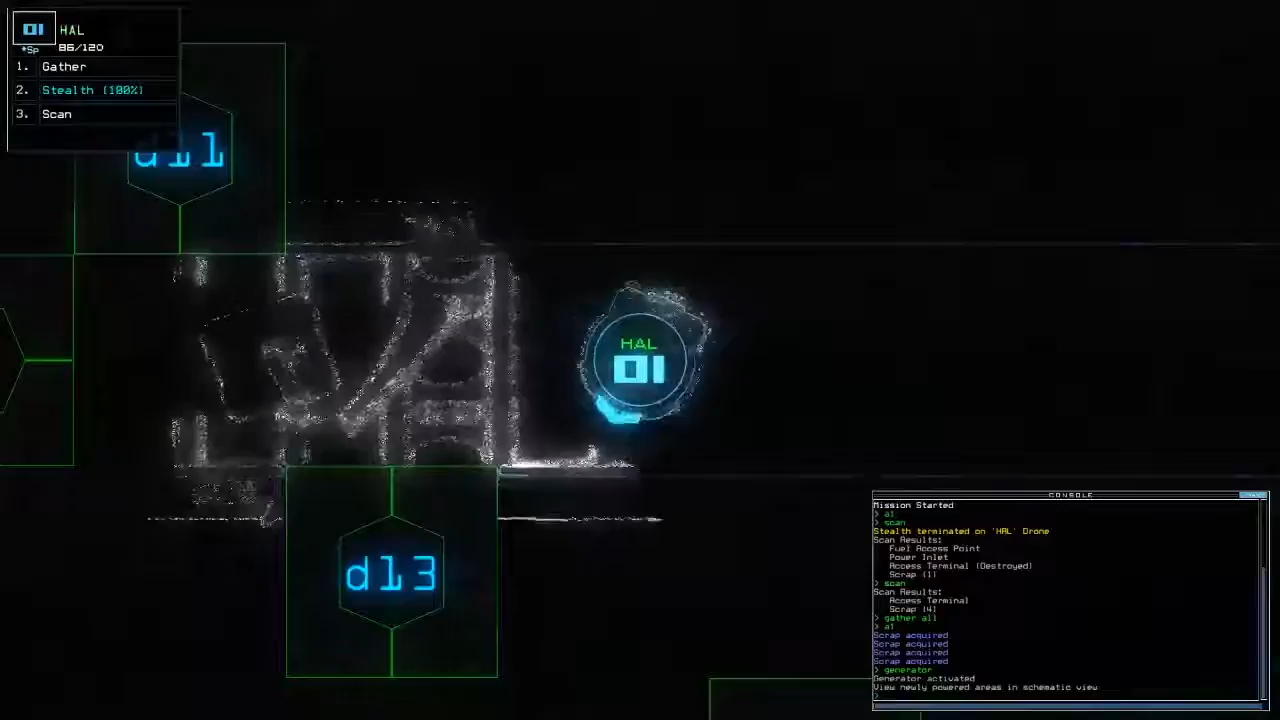 01 HAL
*Sp 86/120
1. Gather
2. Stealth (100%)
3. Scan
d11
HAL
01
d13
CONSOLE
Mission Started
> a1
> scan
Stealth terminated on 'HAL' Drone
Scan Results:
Fuel Access Point
Power Inlet
Access Terminal (Destroyed)
Scrap (1)
> scan
Scan Results:
Access Terminal
Scrap (4)
> gather all
> a1
Scrap acquired
Scrap acquired
Scrap acquired
Scrap acquired
> generator
Generator activated
View newly powered areas in schematic view
>